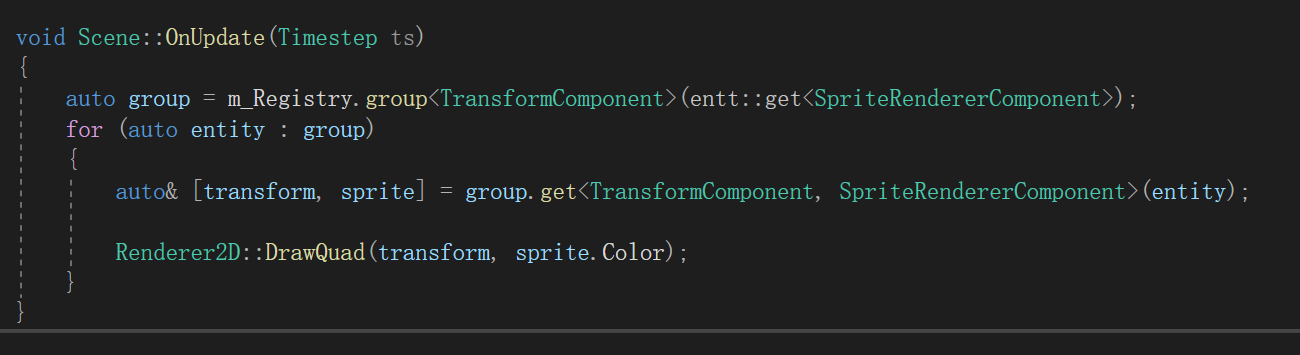 void Scene::OnUpdate(Timestep ts)
{
    auto group = m_Registry.group<TransformComponent>(entt::get<SpriteRendererComponent>);
    for (auto entity : group)
    {
        auto& [transform, sprite] = group.get<TransformComponent, SpriteRendererComponent>(entity);
        Renderer2D::DrawQuad(transform, sprite.Color);
    }
}